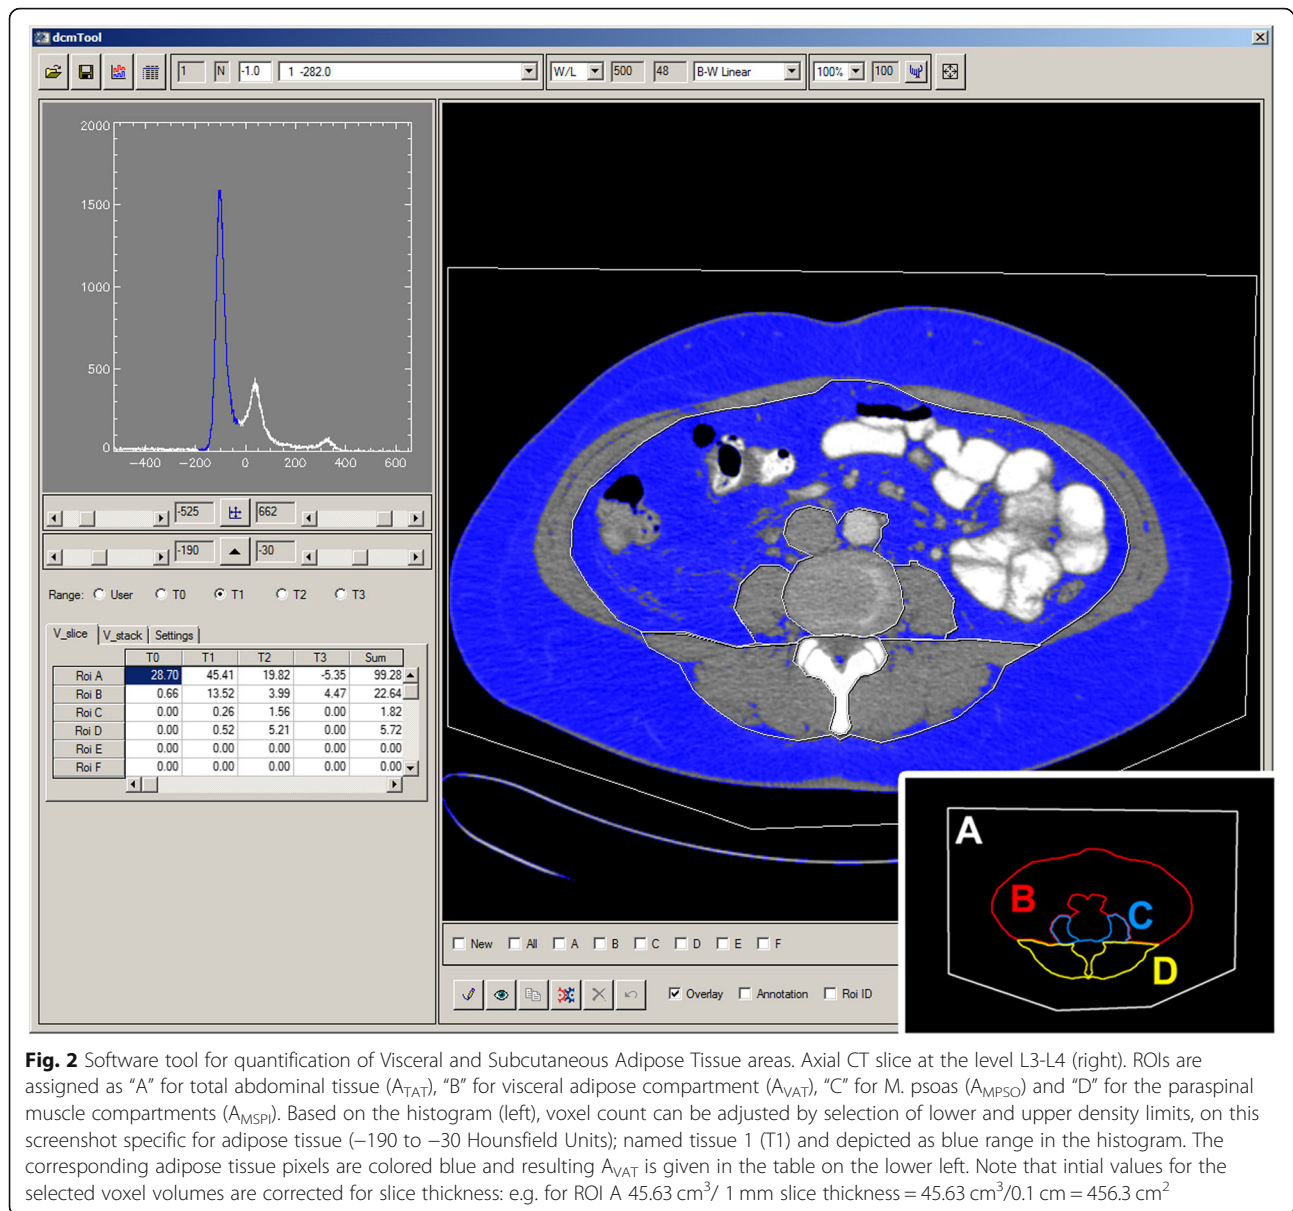 dcmTool
1 N -1.0 1 -282.0 W/L 500 48 B-W Linear 100% 100
2000
1500
1000
500
0
−400 −200 0 200 400 600
-525 662
-190 -30
Range: User T0 T1 T2 T3
V_slice V_stack Settings
T0 T1 T2 T3 Sum
Roi A 28.70 45.41 19.82 -5.35 99.28
Roi B 0.66 13.52 3.99 4.47 22.64
Roi C 0.00 0.26 1.56 0.00 1.82
Roi D 0.00 0.52 5.21 0.00 5.72
Roi E 0.00 0.00 0.00 0.00 0.00
Roi F 0.00 0.00 0.00 0.00 0.00
A
B
C
D
New All A B C D E F
Overlay Annotation Roi ID
Fig. 2 Software tool for quantification of Visceral and Subcutaneous Adipose Tissue areas. Axial CT slice at the level L3-L4 (right). ROIs are
assigned as “A” for total abdominal tissue (A_TAT), “B” for visceral adipose compartment (A_VAT), “C” for M. psoas (A_MPSO) and “D” for the paraspinal
muscle compartments (A_MSPI). Based on the histogram (left), voxel count can be adjusted by selection of lower and upper density limits, on this
screenshot specific for adipose tissue (−190 to −30 Hounsfield Units); named tissue 1 (T1) and depicted as blue range in the histogram. The
corresponding adipose tissue pixels are colored blue and resulting A_VAT is given in the table on the lower left. Note that intial values for the
selected voxel volumes are corrected for slice thickness: e.g. for ROI A 45.63 cm³/ 1 mm slice thickness = 45.63 cm³/0.1 cm = 456.3 cm²